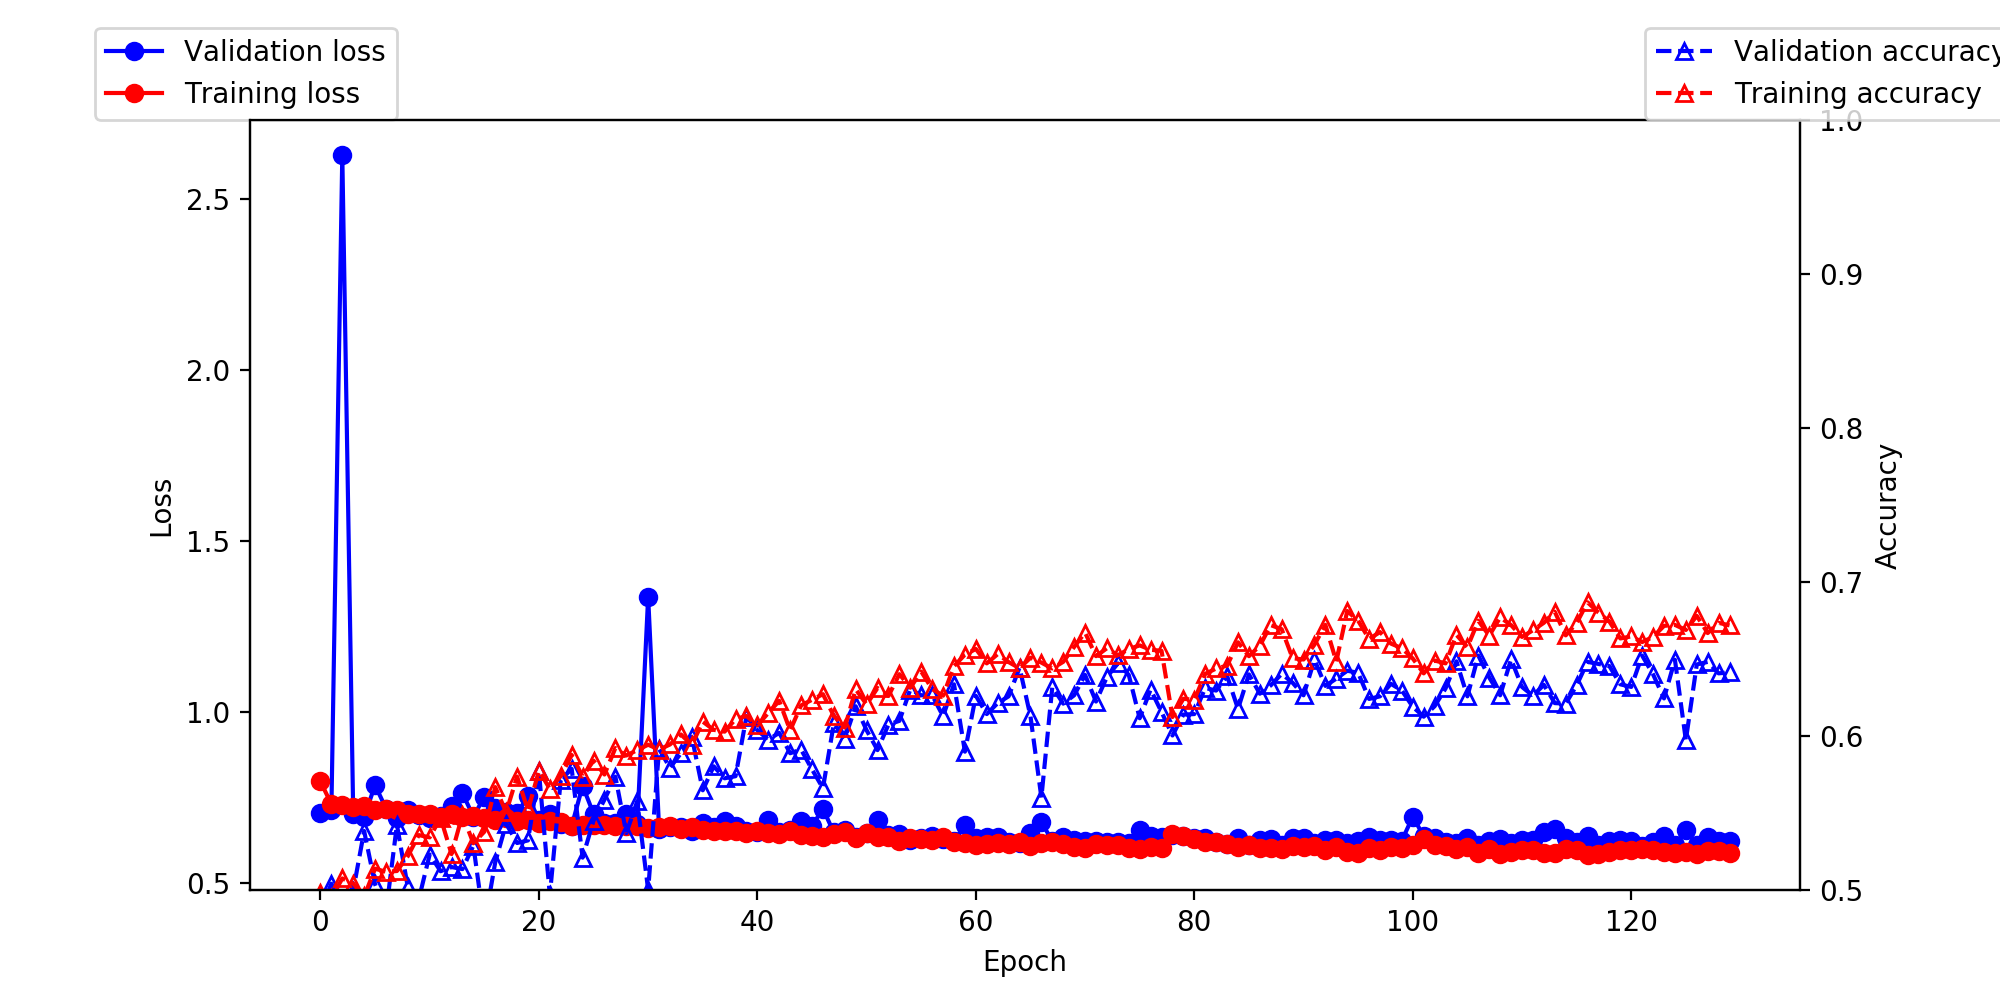 Validation loss
Training loss
Validation accuracy
Training accuracy
1.0
2.5
2.0
1.5
1.0
0.5
Loss
0.9
0.8
0.7
0.6
0.5
Accuracy
0 20 40 60 80 100 120
Epoch